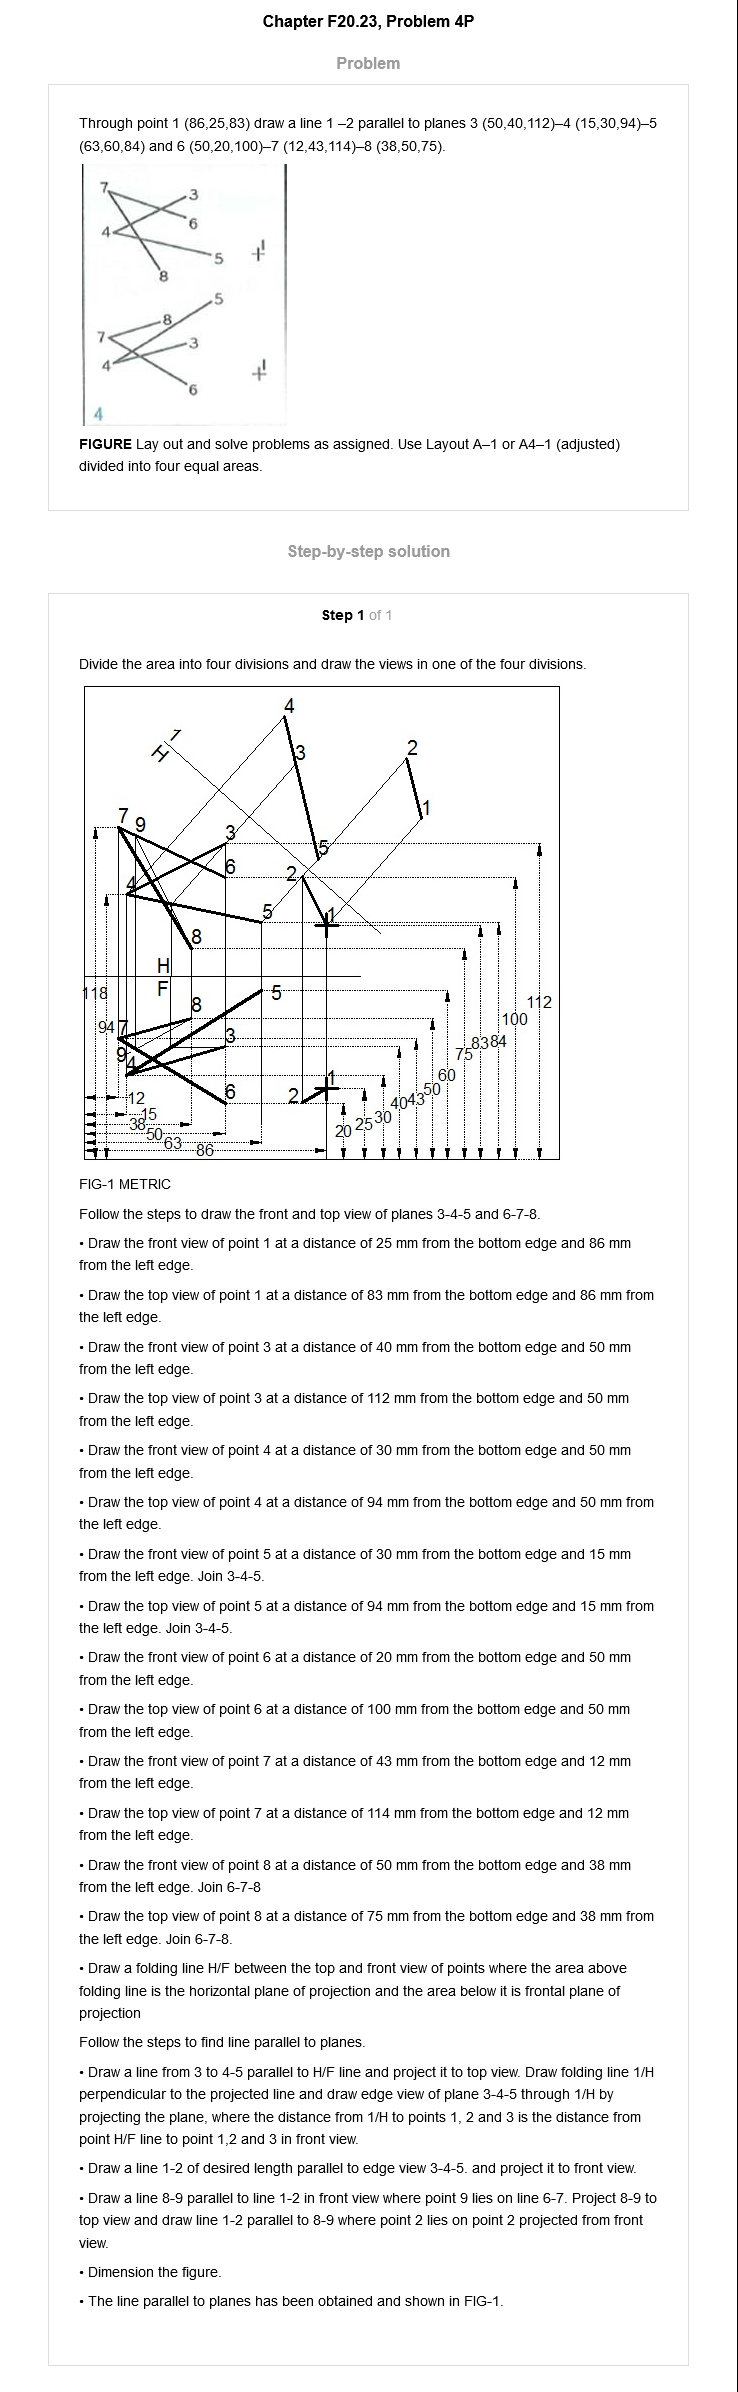 Chapter F20.23, Problem 4P
Problem
Through point 1 (86,25,83) draw a line 1 –2 parallel to planes 3 (50,40,112)–4 (15,30,94)–5
(63,60,84) and 6 (50,20,100)–7 (12,43,114)–8 (38,50,75).
7
3
6
4
5
1
8
5
8
7
3
4
1
6
4
FIGURE Lay out and solve problems as assigned. Use Layout A–1 or A4–1 (adjusted)
divided into four equal areas.
Step-by-step solution
Step 1 of 1
Divide the area into four divisions and draw the views in one of the four divisions.
4
1
H
3
2
1
7
9
3
5
6
2
4
5
1
8
H
F
5
118
8
112
100
94
7
3
83
84
9
4
75
1
60
6
2
50
12
43
40
15
30
38
25
50
20
63
86
FIG-1 METRIC
Follow the steps to draw the front and top view of planes 3-4-5 and 6-7-8.
• Draw the front view of point 1 at a distance of 25 mm from the bottom edge and 86 mm
from the left edge.
• Draw the top view of point 1 at a distance of 83 mm from the bottom edge and 86 mm from
the left edge.
• Draw the front view of point 3 at a distance of 40 mm from the bottom edge and 50 mm
from the left edge.
• Draw the top view of point 3 at a distance of 112 mm from the bottom edge and 50 mm
from the left edge.
• Draw the front view of point 4 at a distance of 30 mm from the bottom edge and 50 mm
from the left edge.
• Draw the top view of point 4 at a distance of 94 mm from the bottom edge and 50 mm from
the left edge.
• Draw the front view of point 5 at a distance of 30 mm from the bottom edge and 15 mm
from the left edge. Join 3-4-5.
• Draw the top view of point 5 at a distance of 94 mm from the bottom edge and 15 mm from
the left edge. Join 3-4-5.
• Draw the front view of point 6 at a distance of 20 mm from the bottom edge and 50 mm
from the left edge.
• Draw the top view of point 6 at a distance of 100 mm from the bottom edge and 50 mm
from the left edge.
• Draw the front view of point 7 at a distance of 43 mm from the bottom edge and 12 mm
from the left edge.
• Draw the top view of point 7 at a distance of 114 mm from the bottom edge and 12 mm
from the left edge.
• Draw the front view of point 8 at a distance of 50 mm from the bottom edge and 38 mm
from the left edge. Join 6-7-8
• Draw the top view of point 8 at a distance of 75 mm from the bottom edge and 38 mm from
the left edge. Join 6-7-8.
• Draw a folding line H/F between the top and front view of points where the area above
folding line is the horizontal plane of projection and the area below it is frontal plane of
projection
Follow the steps to find line parallel to planes.
• Draw a line from 3 to 4-5 parallel to H/F line and project it to top view. Draw folding line 1/H
perpendicular to the projected line and draw edge view of plane 3-4-5 through 1/H by
projecting the plane, where the distance from 1/H to points 1, 2 and 3 is the distance from
point H/F line to point 1,2 and 3 in front view.
• Draw a line 1-2 of desired length parallel to edge view 3-4-5. and project it to front view.
• Draw a line 8-9 parallel to line 1-2 in front view where point 9 lies on line 6-7. Project 8-9 to
top view and draw line 1-2 parallel to 8-9 where point 2 lies on point 2 projected from front
view.
• Dimension the figure.
• The line parallel to planes has been obtained and shown in FIG-1.